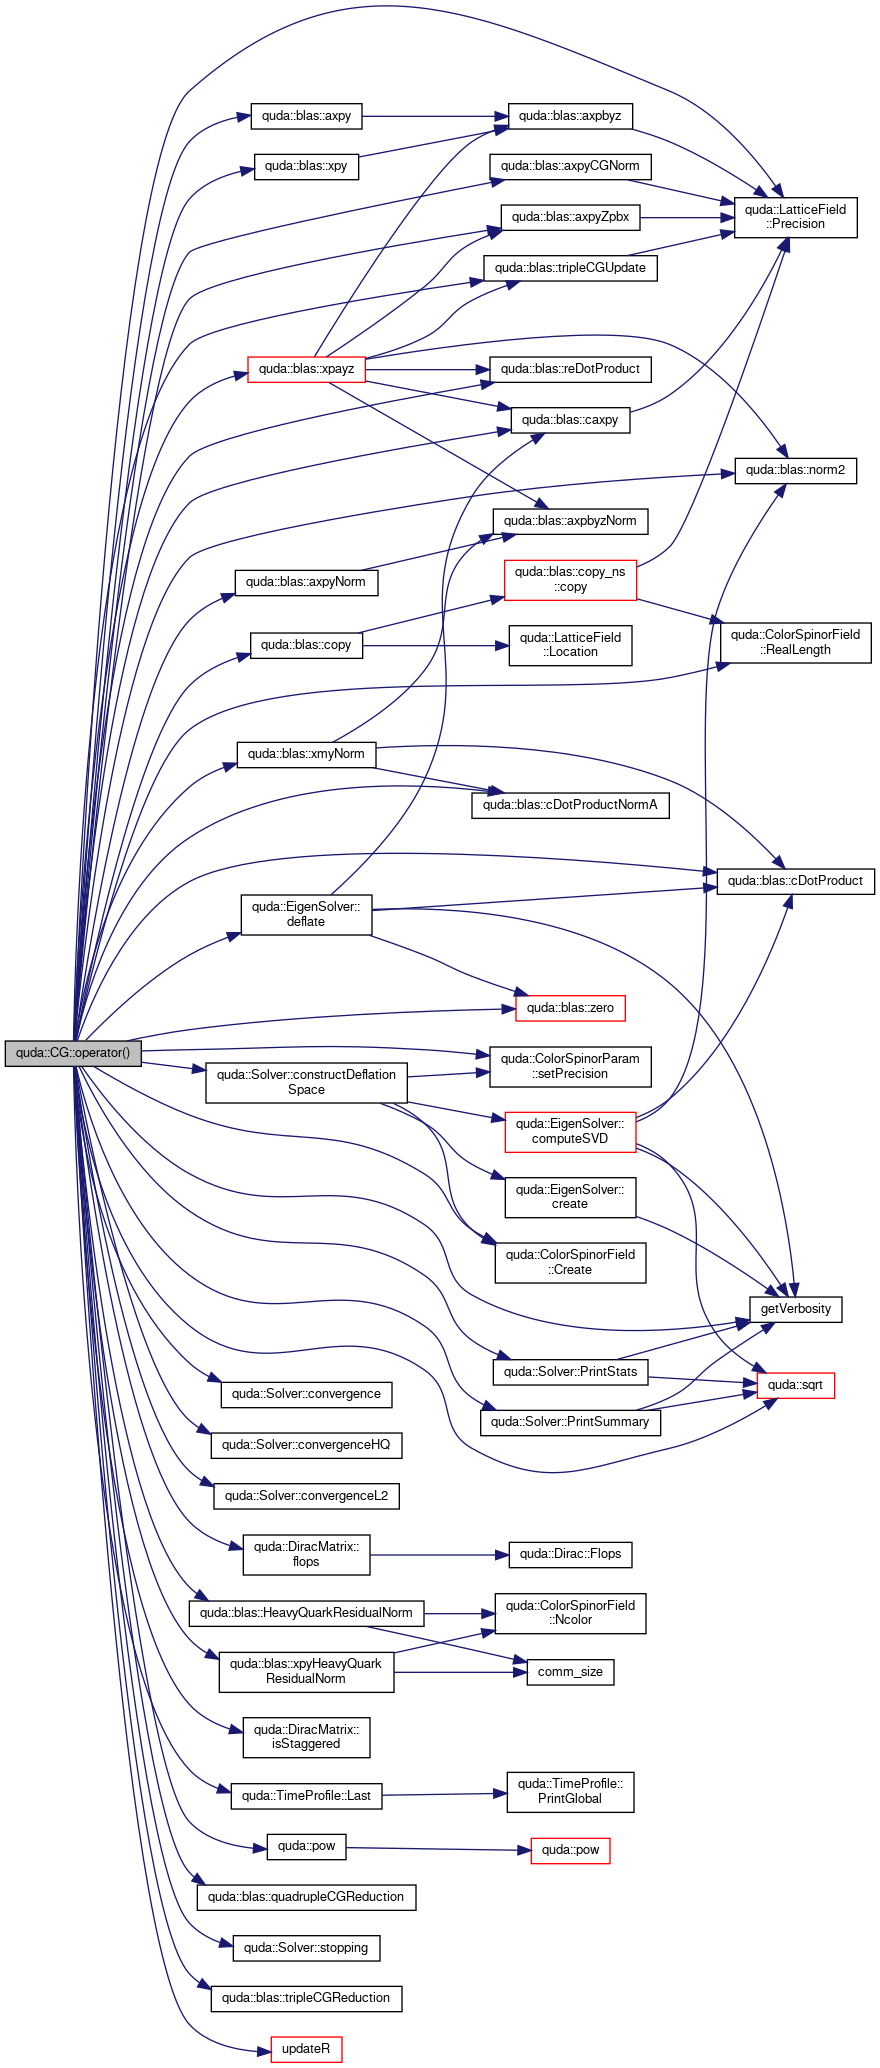 quda::blas::axpy
quda::blas::axpbyz
quda::blas::xpy
quda::blas::axpyCGNorm
quda::LatticeField
::Precision
quda::blas::axpyZpbx
quda::blas::tripleCGUpdate
quda::blas::xpayz
quda::blas::reDotProduct
quda::blas::caxpy
quda::blas::norm2
quda::blas::axpbyzNorm
quda::blas::axpyNorm
quda::blas::copy_ns
::copy
quda::blas::copy
quda::LatticeField
::Location
quda::ColorSpinorField
::RealLength
quda::blas::xmyNorm
quda::blas::cDotProductNormA
quda::blas::cDotProduct
quda::EigenSolver::
deflate
quda::blas::zero
quda::CG::operator()
quda::ColorSpinorParam
::setPrecision
quda::Solver::constructDeflation
Space
quda::EigenSolver::
computeSVD
quda::EigenSolver::
create
quda::ColorSpinorField
::Create
getVerbosity
quda::Solver::PrintStats
quda::sqrt
quda::Solver::convergence
quda::Solver::PrintSummary
quda::Solver::convergenceHQ
quda::Solver::convergenceL2
quda::DiracMatrix::
flops
quda::Dirac::Flops
quda::blas::HeavyQuarkResidualNorm
quda::ColorSpinorField
::Ncolor
quda::blas::xpyHeavyQuark
ResidualNorm
comm_size
quda::DiracMatrix::
isStaggered
quda::TimeProfile::Last
quda::TimeProfile::
PrintGlobal
quda::pow
quda::pow
quda::blas::quadrupleCGReduction
quda::Solver::stopping
quda::blas::tripleCGReduction
updateR